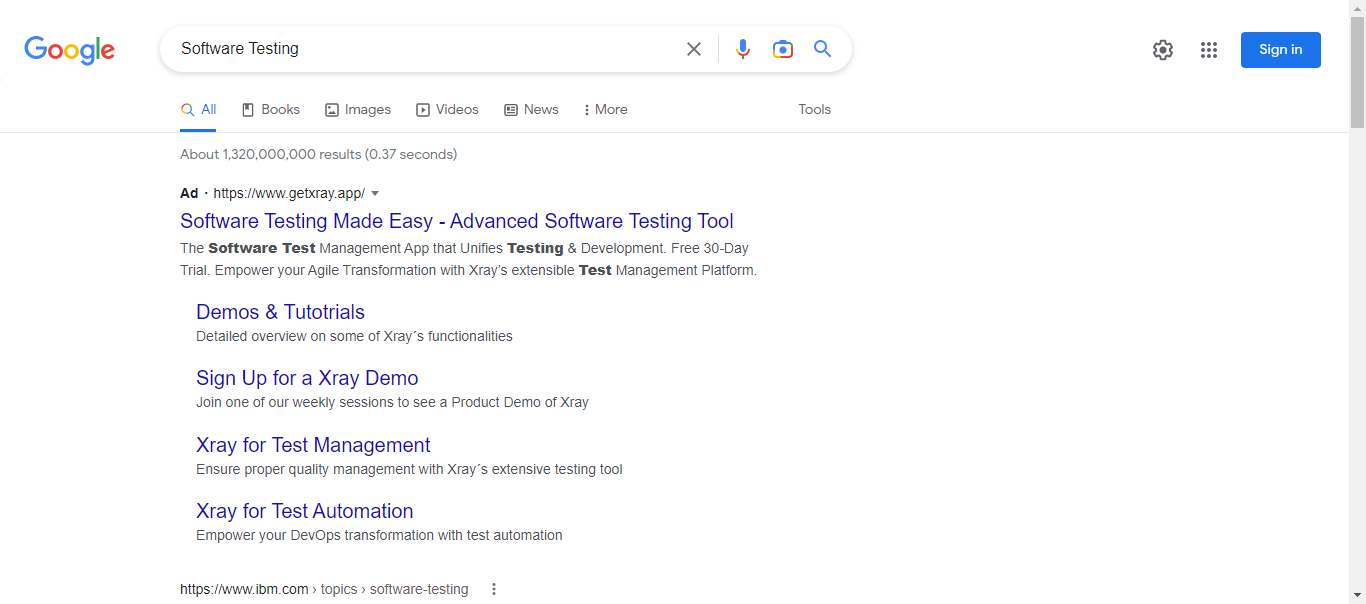 Google
Software Testing
Sign in
All Books Images Videos News More Tools
About 1,320,000,000 results (0.37 seconds)
Ad · https://www.getxray.app/
Software Testing Made Easy - Advanced Software Testing Tool
The Software Test Management App that Unifies Testing & Development. Free 30-Day
Trial. Empower your Agile Transformation with Xray's extensible Test Management Platform.
Demos & Tutotrials
Detailed overview on some of Xray´s functionalities
Sign Up for a Xray Demo
Join one of our weekly sessions to see a Product Demo of Xray
Xray for Test Management
Ensure proper quality management with Xray´s extensive testing tool
Xray for Test Automation
Empower your DevOps transformation with test automation
https://www.ibm.com › topics › software-testing